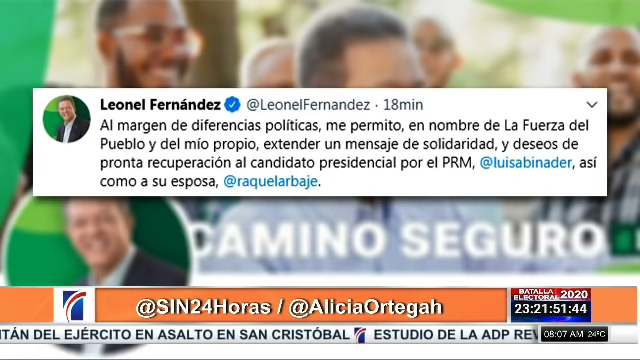 Leonel Fernández @LeonelFernandez · 18min
Al margen de diferencias políticas, me permito, en nombre de La Fuerza del
Pueblo y del mío propio, extender un mensaje de solidaridad, y deseos de
pronta recuperación al candidato presidencial por el PRM, @luisabinader, así
como a su esposa, @raquelarbaje.
CAMINO SEGURO
@SIN24Horas / @AliciaOrtegah
BATALLA
ELECTORAL 2020
23:21:51:44
TÁN DEL EJÉRCITO EN ASALTO EN SAN CRISTÓBAL ESTUDIO DE LA ADP REV
08:07 AM 24°C